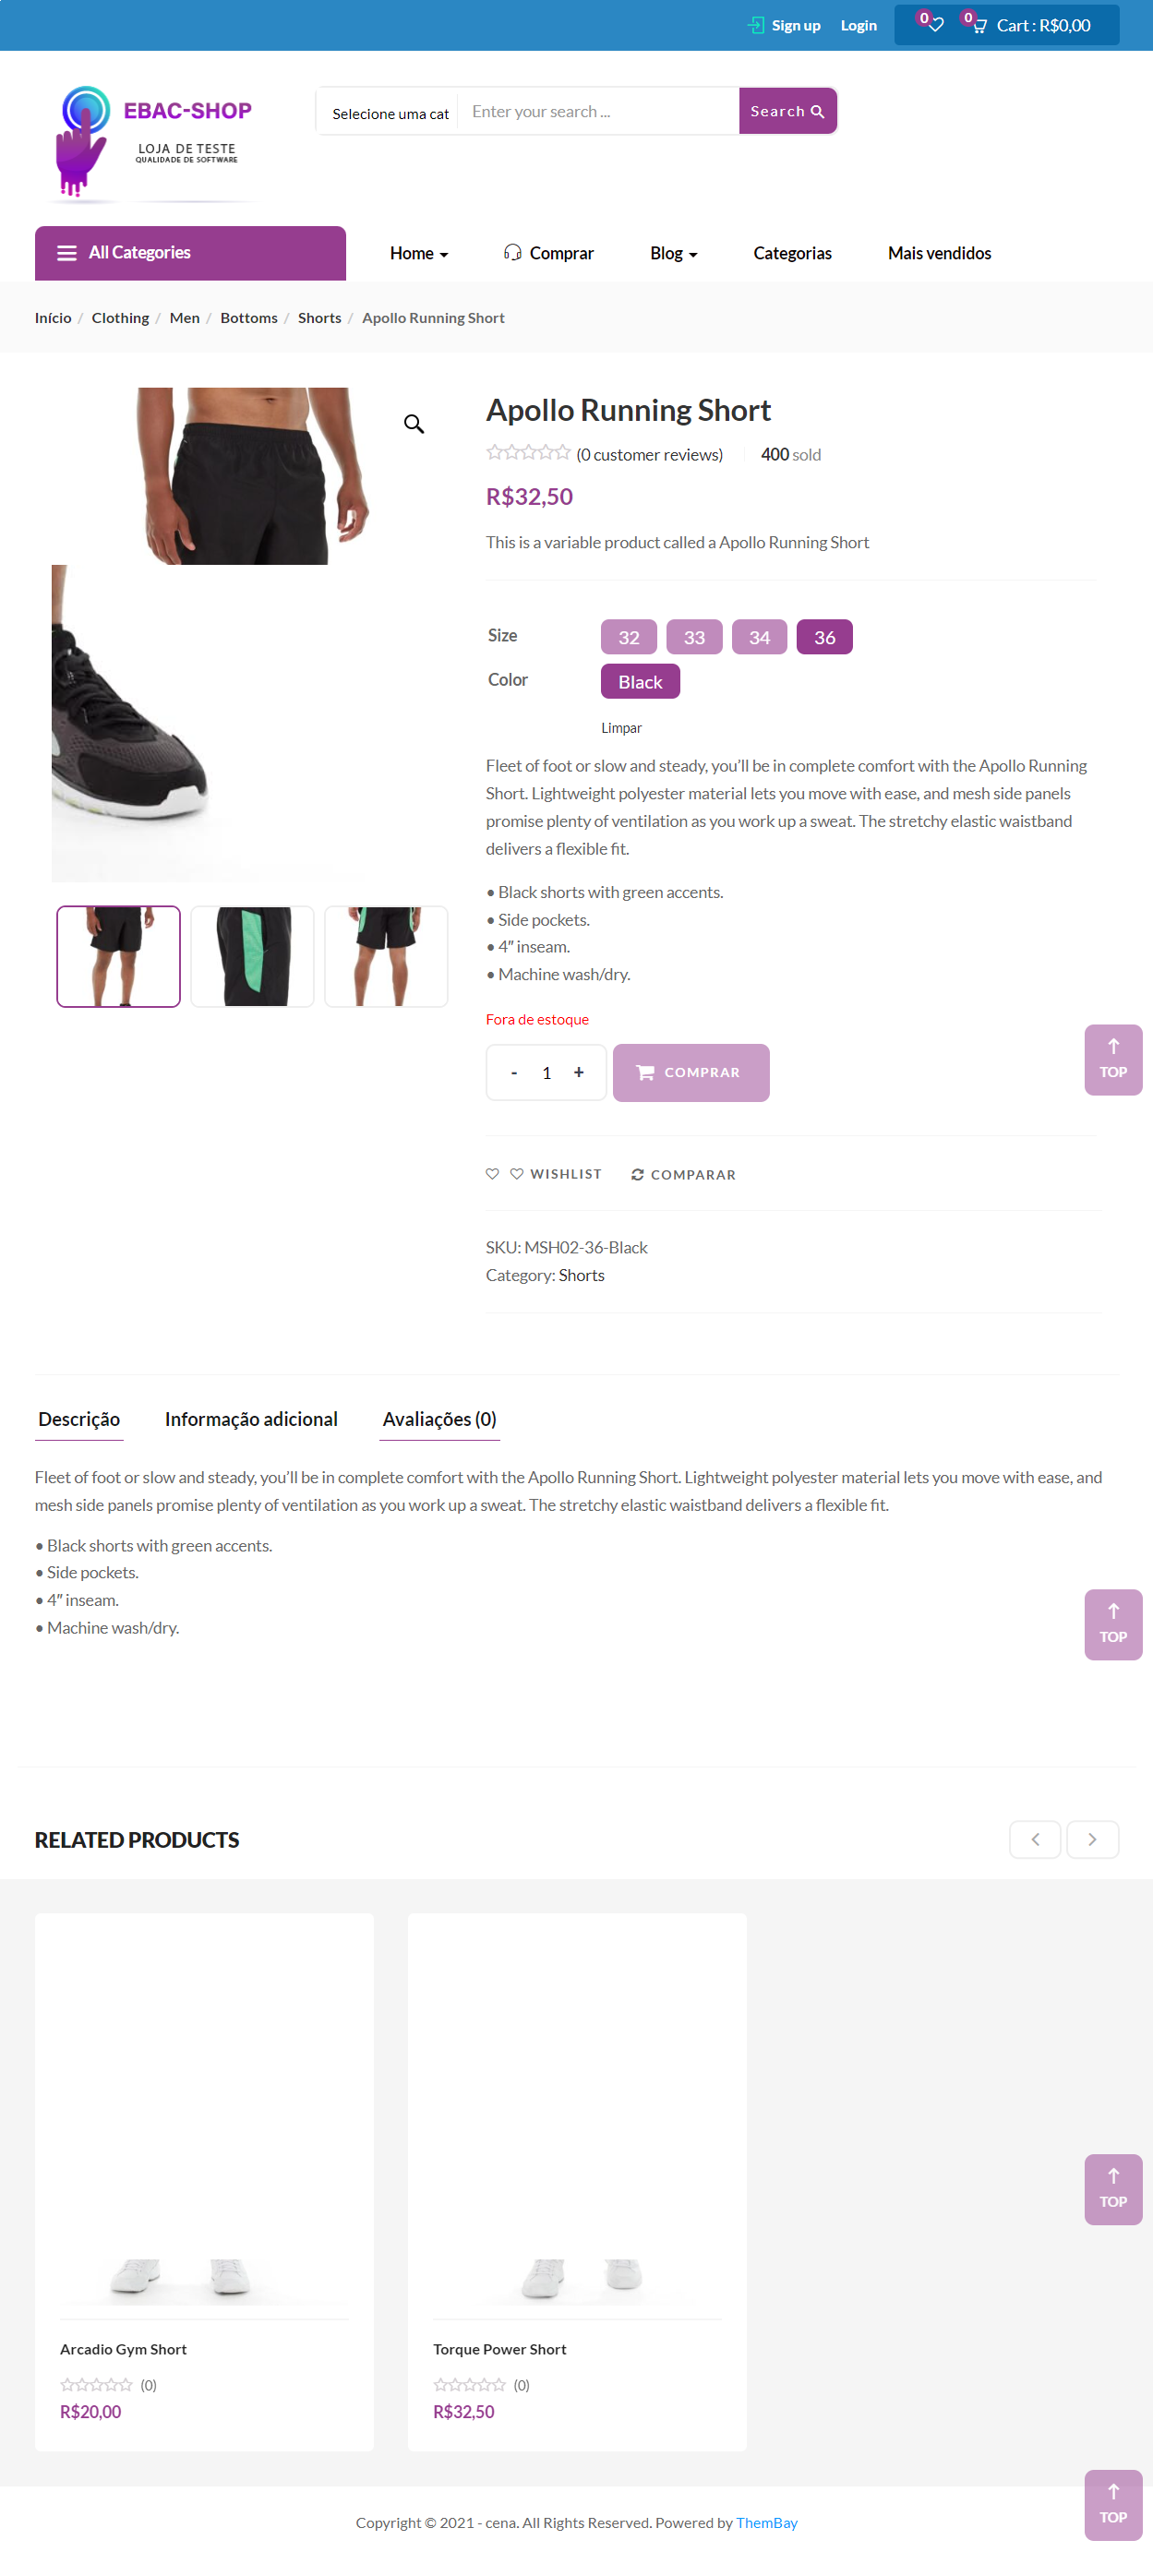 Sign up Login 0 0 Cart : R$0,00
EBAC-SHOP
LOJA DE TESTE
QUALIDADE DE SOFTWARE
Selecione uma cat Enter your search ... Search
All Categories Home Comprar Blog Categorias Mais vendidos
Início / Clothing / Men / Bottoms / Shorts / Apollo Running Short
Apollo Running Short
(0 customer reviews) 400 sold
R$32,50
This is a variable product called a Apollo Running Short
Size 32 33 34 36
Color Black
Limpar
Fleet of foot or slow and steady, you’ll be in complete comfort with the Apollo Running
Short. Lightweight polyester material lets you move with ease, and mesh side panels
promise plenty of ventilation as you work up a sweat. The stretchy elastic waistband
delivers a flexible fit.
• Black shorts with green accents.
• Side pockets.
• 4″ inseam.
• Machine wash/dry.
Fora de estoque
- 1 + COMPRAR
TOP
WISHLIST COMPARAR
SKU: MSH02-36-Black
Category: Shorts
Descrição Informação adicional Avaliações (0)
Fleet of foot or slow and steady, you’ll be in complete comfort with the Apollo Running Short. Lightweight polyester material lets you move with ease, and
mesh side panels promise plenty of ventilation as you work up a sweat. The stretchy elastic waistband delivers a flexible fit.
• Black shorts with green accents.
• Side pockets.
• 4″ inseam.
• Machine wash/dry.
TOP
RELATED PRODUCTS
TOP
Arcadio Gym Short
(0)
R$20,00
Torque Power Short
(0)
R$32,50
TOP
Copyright © 2021 - cena. All Rights Reserved. Powered by ThemBay